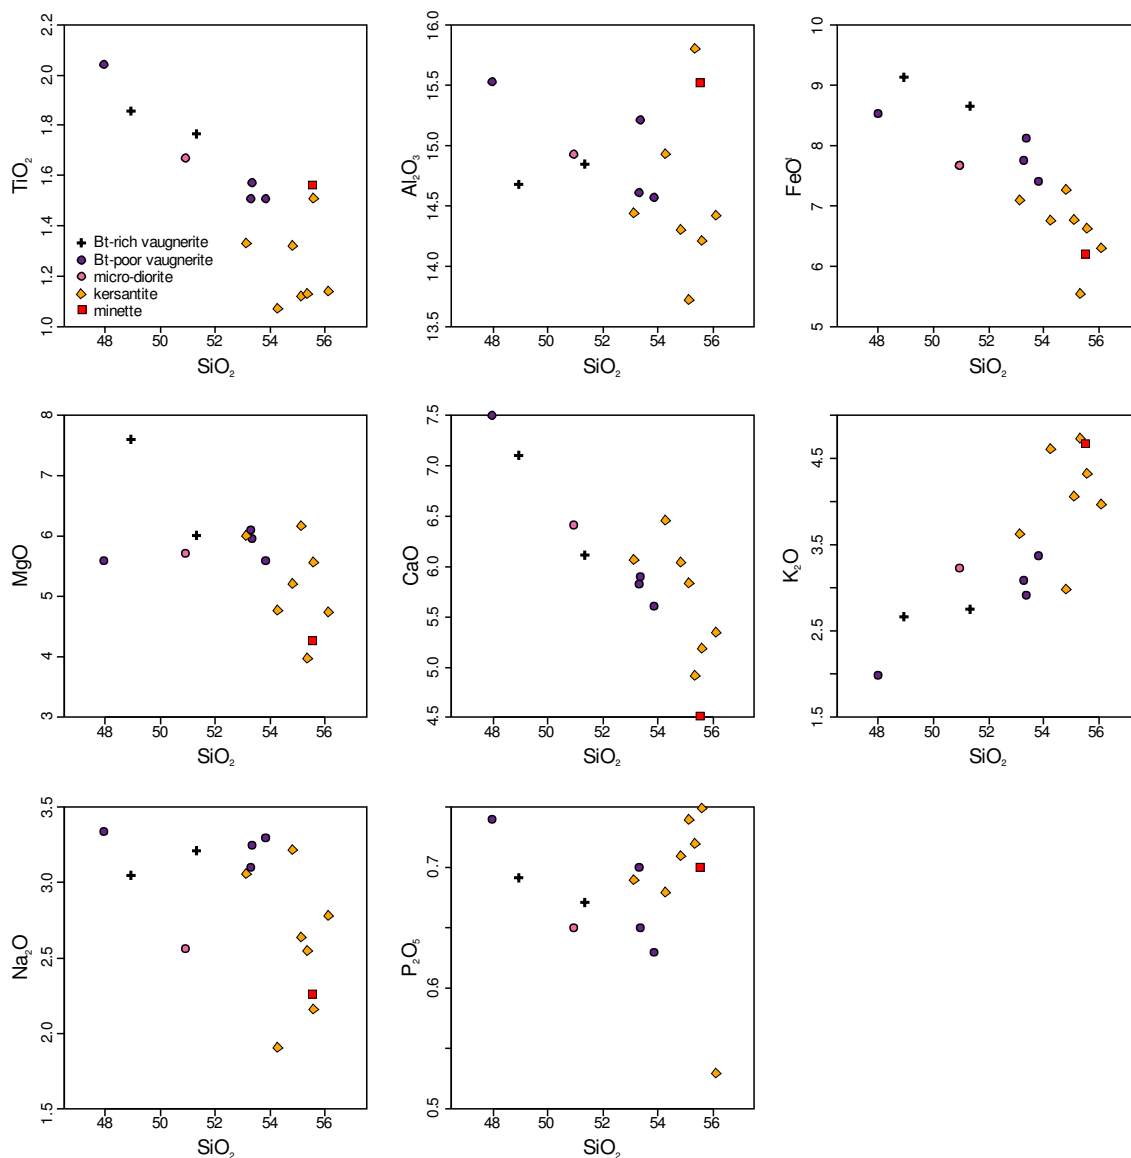 TiO₂
1.0 1.2 1.4 1.6 1.8 2.0 2.2
Bt-rich vaugnerite
Bt-poor vaugnerite
micro-diorite
kersantite
minette
48 50 52 54 56
SiO₂
Al₂O₃
13.5 14.0 14.5 15.0 15.5 16.0
48 50 52 54 56
SiO₂
FeOᵗ
5 6 7 8 9 10
48 50 52 54 56
SiO₂
MgO
3 4 5 6 7 8
48 50 52 54 56
SiO₂
CaO
4.5 5.0 5.5 6.0 6.5 7.0 7.5
48 50 52 54 56
SiO₂
K₂O
1.5 2.5 3.5 4.5
48 50 52 54 56
SiO₂
Na₂O
1.5 2.0 2.5 3.0 3.5
48 50 52 54 56
SiO₂
P₂O₅
0.5 0.6 0.7
48 50 52 54 56
SiO₂